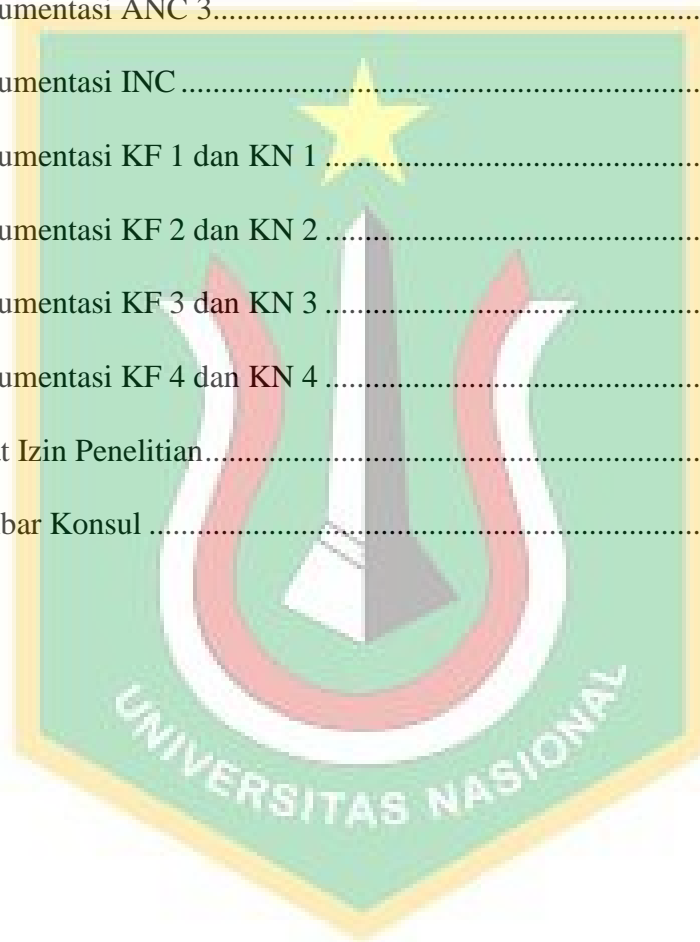 umentasi ANC 3........................................................
umentasi INC............................................................
umentasi KF 1 dan KN 1............................................
umentasi KF 2 dan KN 2............................................
umentasi KF 3 dan KN 3............................................
umentasi KF 4 dan KN 4............................................
t Izin Penelitian.........................................................
bar Konsul................................................................
UNIVERSITAS NASIONAL